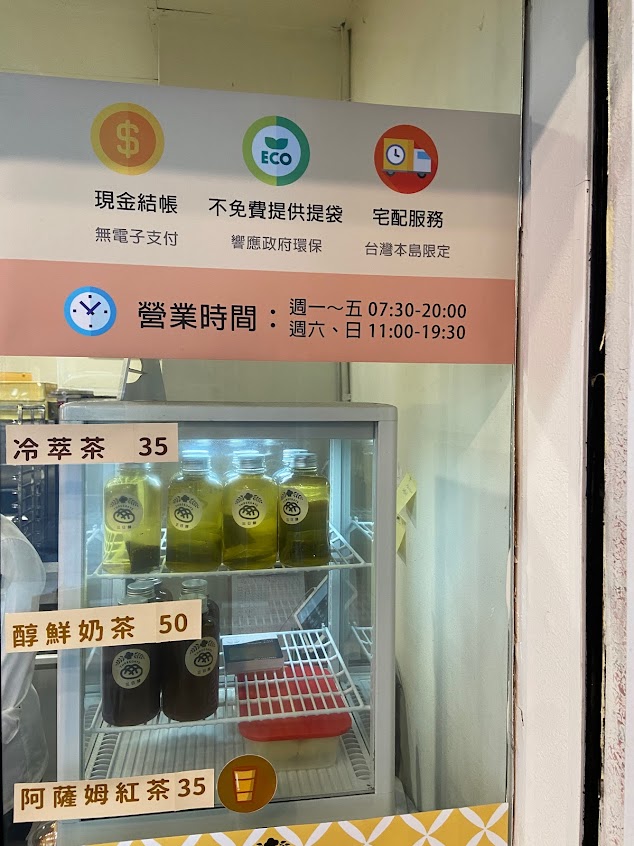 $
ECO
現金結帳
不免費提供提袋
宅配服務
無電子支付
響應政府環保
台灣本島限定
營業時間：
週一～五 07:30-20:00
週六、日 11:00-19:30
冷萃茶 35
醇鮮奶茶 50
阿薩姆紅茶35